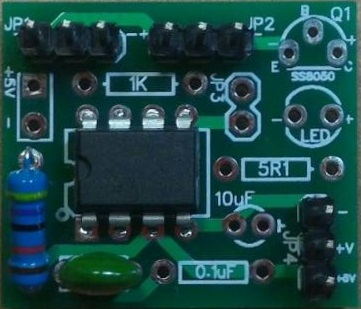 JP1 + JP2 B Q1
+
E C
SS8050
+5V 1K JP3
-
- +
LED
5R1
10uF
+
-
+V
JP4
+5V
0.1uF